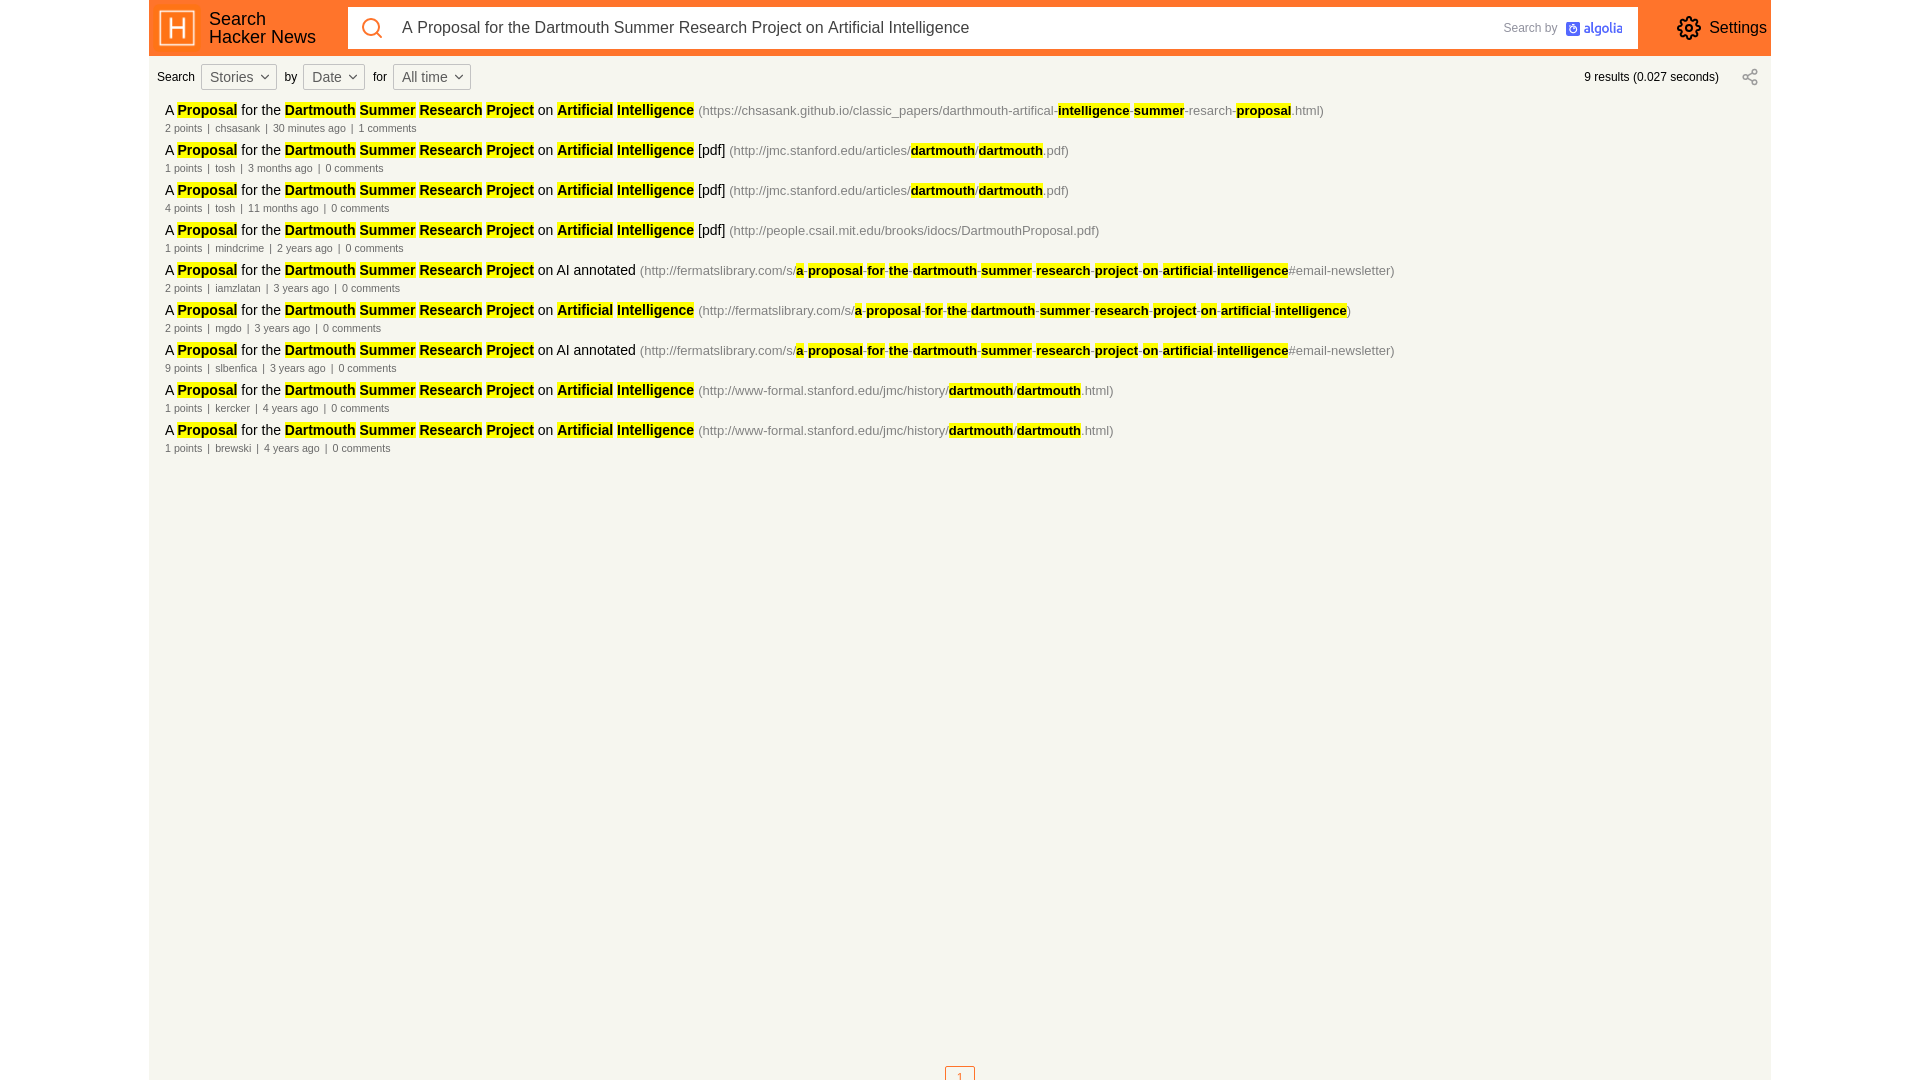 H
Search
Hacker News
A Proposal for the Dartmouth Summer Research Project on Artificial Intelligence
Search by algolia
Settings
Search Stories by Date for All time
9 results (0.027 seconds)
A Proposal for the Dartmouth Summer Research Project on Artificial Intelligence (https://chsasank.github.io/classic_papers/darthmouth-artifical-intelligence-summer-resarch-proposal.html)
2 points | chsasank | 30 minutes ago | 1 comments
A Proposal for the Dartmouth Summer Research Project on Artificial Intelligence [pdf] (http://jmc.stanford.edu/articles/dartmouth/dartmouth.pdf)
1 points | tosh | 3 months ago | 0 comments
A Proposal for the Dartmouth Summer Research Project on Artificial Intelligence [pdf] (http://jmc.stanford.edu/articles/dartmouth/dartmouth.pdf)
4 points | tosh | 11 months ago | 0 comments
A Proposal for the Dartmouth Summer Research Project on Artificial Intelligence [pdf] (http://people.csail.mit.edu/brooks/idocs/DartmouthProposal.pdf)
1 points | mindcrime | 2 years ago | 0 comments
A Proposal for the Dartmouth Summer Research Project on AI annotated (http://fermatslibrary.com/s/a-proposal-for-the-dartmouth-summer-research-project-on-artificial-intelligence#email-newsletter)
2 points | iamzlatan | 3 years ago | 0 comments
A Proposal for the Dartmouth Summer Research Project on Artificial Intelligence (http://fermatslibrary.com/s/a-proposal-for-the-dartmouth-summer-research-project-on-artificial-intelligence)
2 points | mgdo | 3 years ago | 0 comments
A Proposal for the Dartmouth Summer Research Project on AI annotated (http://fermatslibrary.com/s/a-proposal-for-the-dartmouth-summer-research-project-on-artificial-intelligence#email-newsletter)
9 points | slbenfica | 3 years ago | 0 comments
A Proposal for the Dartmouth Summer Research Project on Artificial Intelligence (http://www-formal.stanford.edu/jmc/history/dartmouth/dartmouth.html)
1 points | kercker | 4 years ago | 0 comments
A Proposal for the Dartmouth Summer Research Project on Artificial Intelligence (http://www-formal.stanford.edu/jmc/history/dartmouth/dartmouth.html)
1 points | brewski | 4 years ago | 0 comments
1